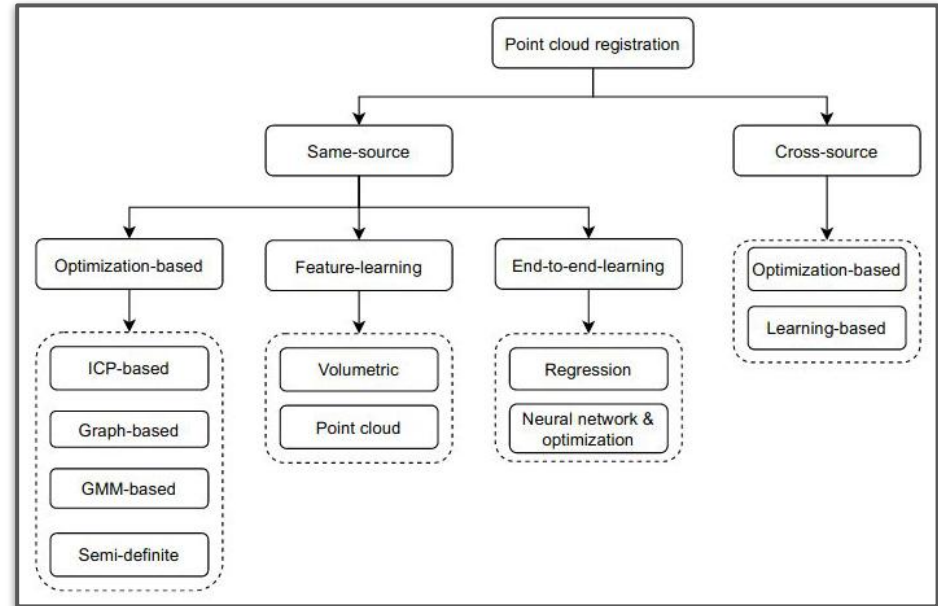 Point cloud registration
Same-source
Cross-source
Optimization-based
Feature-learning
End-to-end-learning
Optimization-based
Learning-based
ICP-based
Graph-based
GMM-based
Semi-definite
Volumetric
Point cloud
Regression
Neural network &
optimization